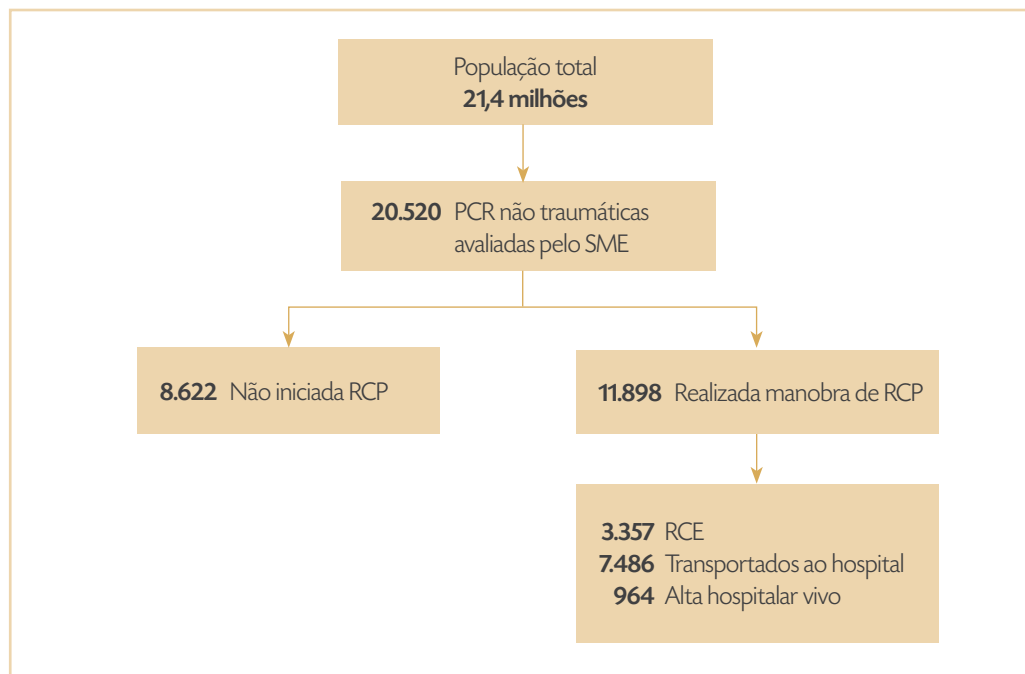 População total
21,4 milhões
20.520 PCR não traumáticas
avaliadas pelo SME
8.622 Não iniciada RCP
11.898 Realizada manobra de RCP
3.357 RCE
7.486 Transportados ao hospital
964 Alta hospitalar vivo